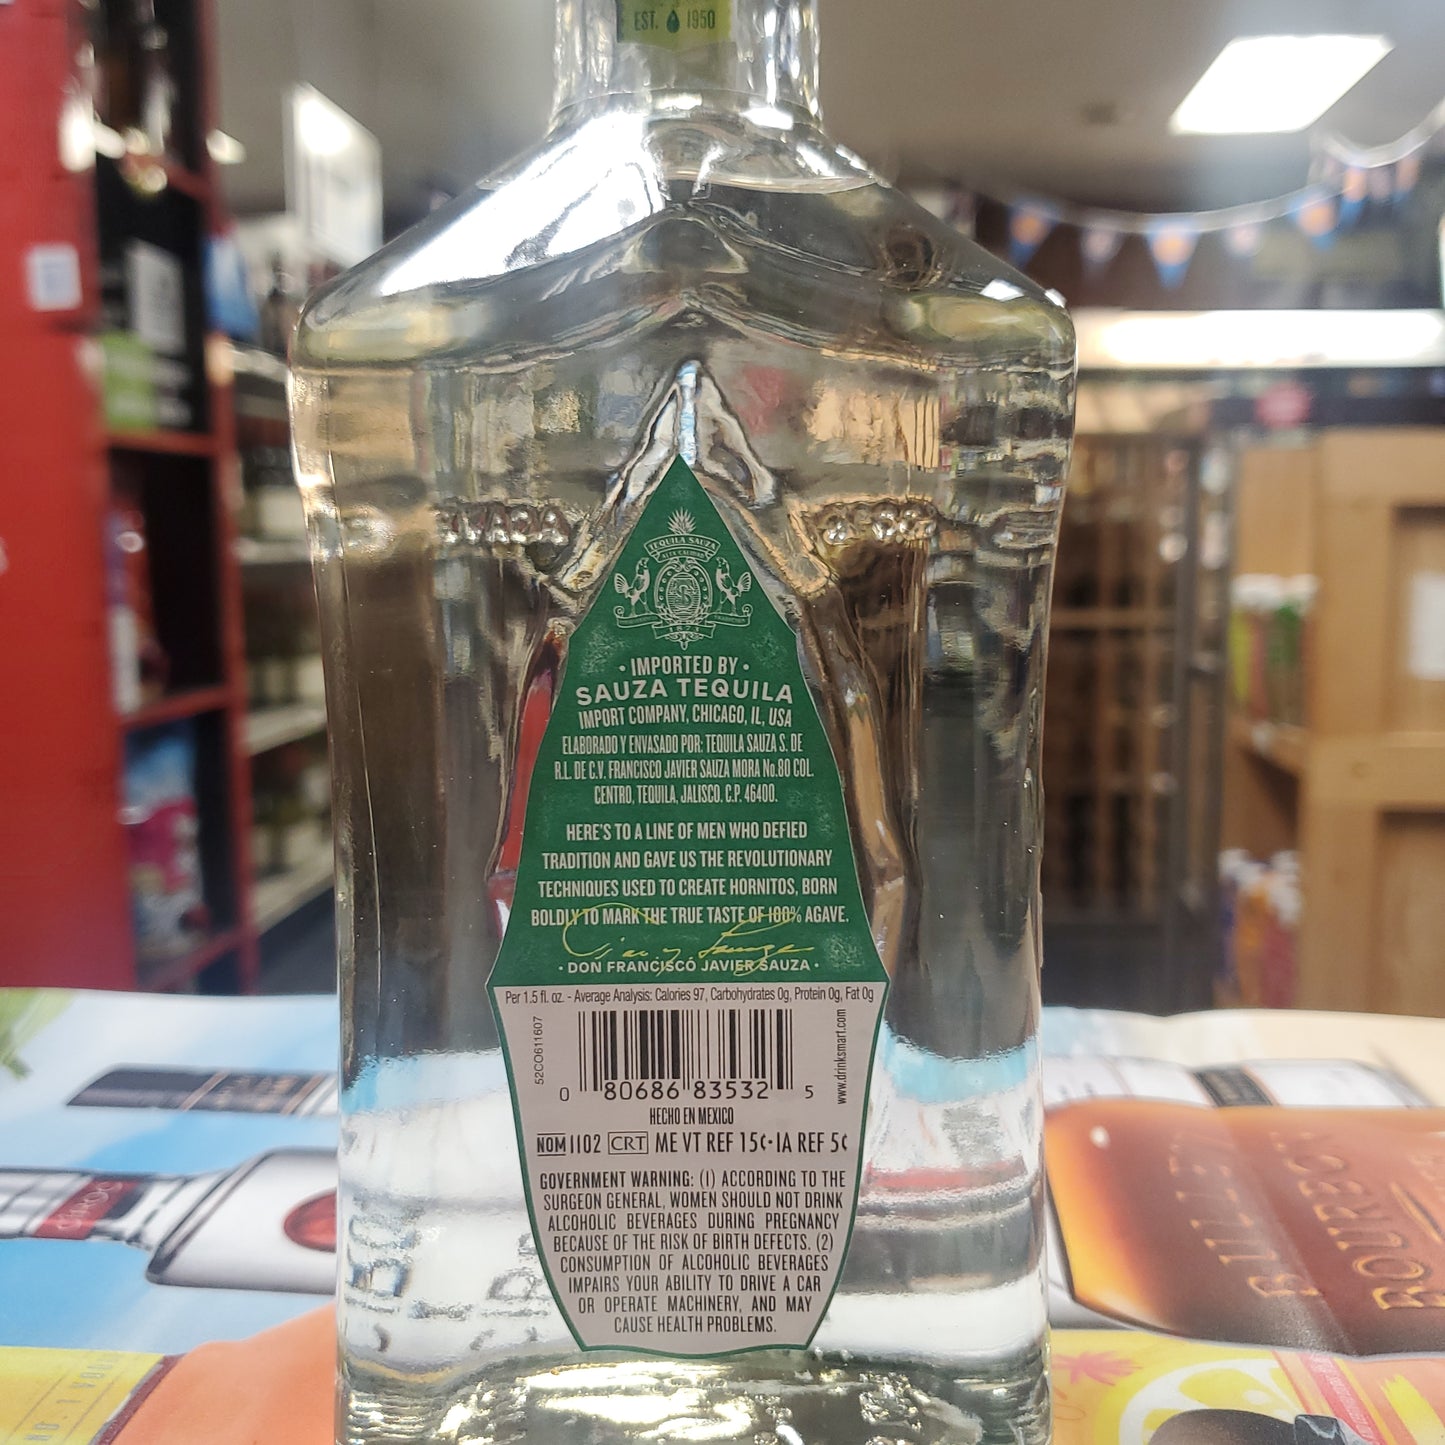 EST. 1950
TEQUILA SAUZA
ALTA CALIDAD
· IMPORTED BY ·
SAUZA TEQUILA
IMPORT COMPANY, CHICAGO, IL, USA
ELABORADO Y ENVASADO POR: TEQUILA SAUZA S. DE
R.L. DE C.V. FRANCISCO JAVIER SAUZA MORA No.80 COL.
CENTRO, TEQUILA, JALISCO. C.P. 46400.
HERE'S TO A LINE OF MEN WHO DEFIED
TRADITION AND GAVE US THE REVOLUTIONARY
TECHNIQUES USED TO CREATE HORNITOS, BORN
BOLDLY TO MARK THE TRUE TASTE OF 100% AGAVE.
· DON FRANCISCO JAVIER SAUZA ·
Per 1.5 fl. oz. - Average Analysis: Calories 97, Carbohydrates 0g, Protein 0g, Fat 0g
52CO611607
0 80686 83532 5
www.drinksmart.com
HECHO EN MEXICO
NOM 1102 CRT ME VT REF 15¢·IA REF 5¢
GOVERNMENT WARNING: (1) ACCORDING TO THE
SURGEON GENERAL, WOMEN SHOULD NOT DRINK
ALCOHOLIC BEVERAGES DURING PREGNANCY
BECAUSE OF THE RISK OF BIRTH DEFECTS. (2)
CONSUMPTION OF ALCOHOLIC BEVERAGES
IMPAIRS YOUR ABILITY TO DRIVE A CAR
OR OPERATE MACHINERY, AND MAY
CAUSE HEALTH PROBLEMS.
CÎROC
BULLEIT
BOURBON